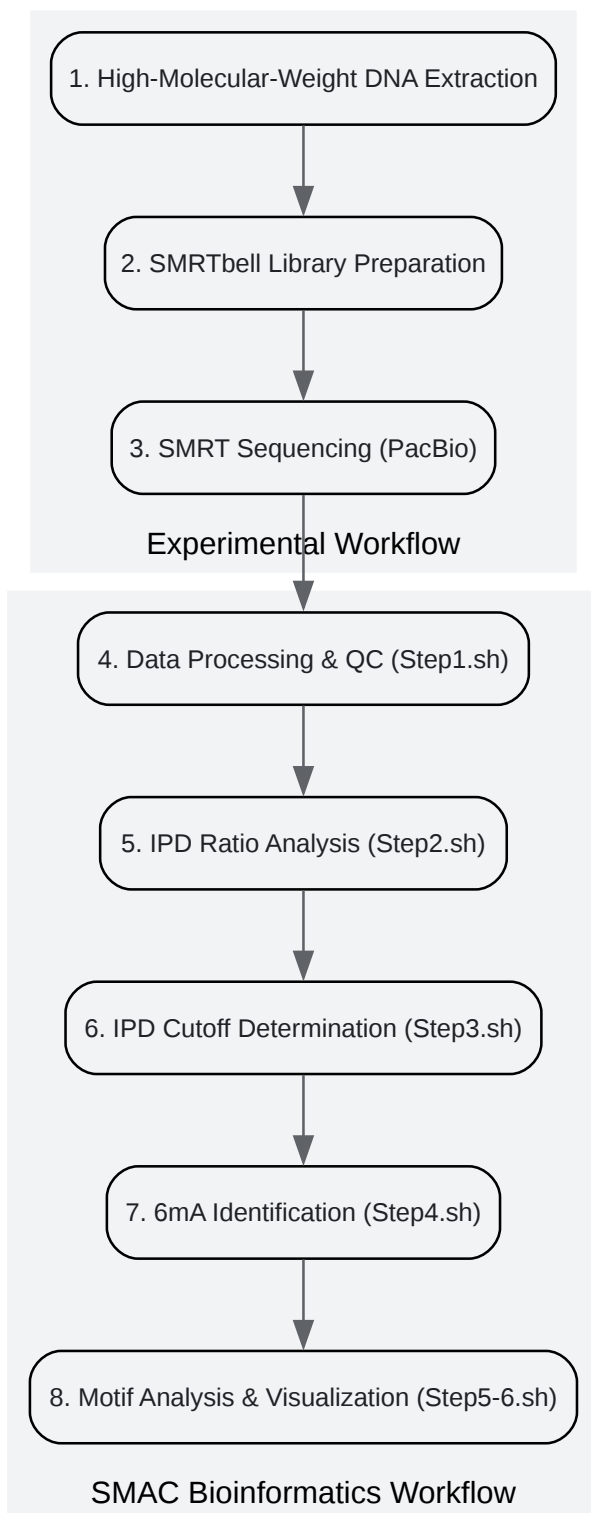 1. High-Molecular-Weight DNA Extraction
2. SMRTbell Library Preparation
3. SMRT Sequencing (PacBio)
Experimental Workflow
4. Data Processing & QC (Step1.sh)
5. IPD Ratio Analysis (Step2.sh)
6. IPD Cutoff Determination (Step3.sh)
7. 6mA Identification (Step4.sh)
8. Motif Analysis & Visualization (Step5-6.sh)
SMAC Bioinformatics Workflow